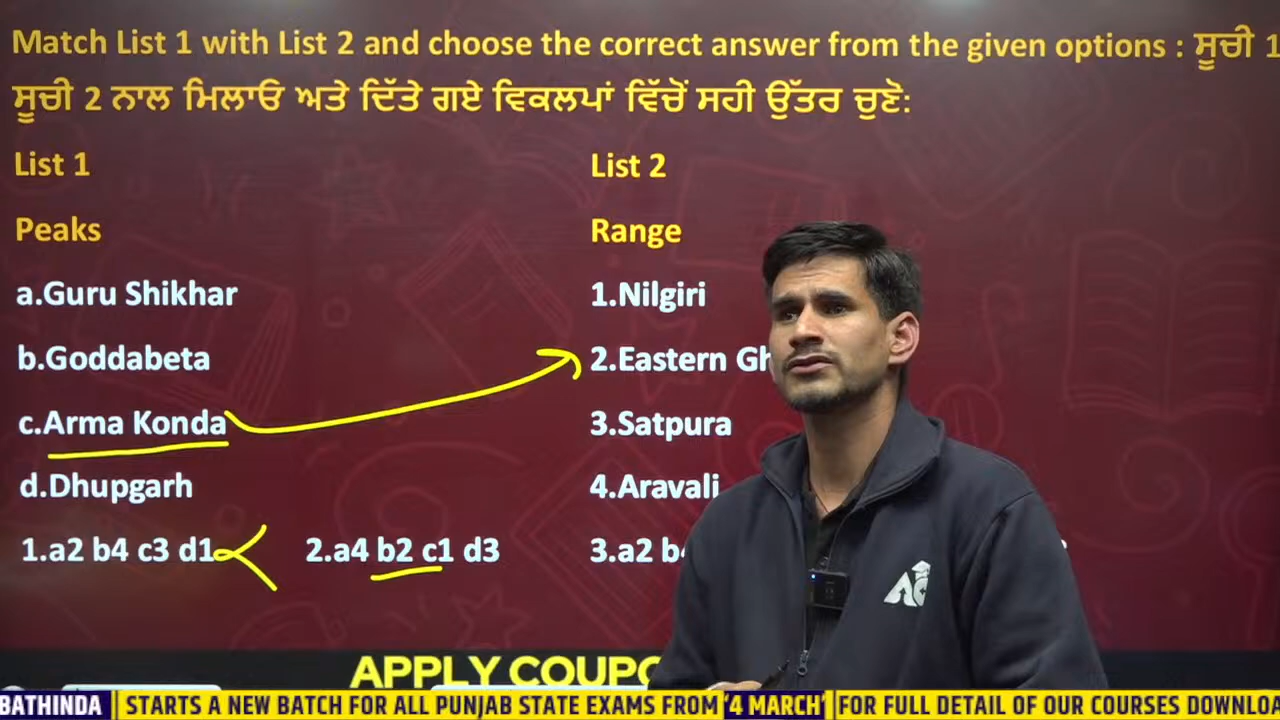 Match List 1 with List 2 and choose the correct answer from the given options : ਸੂਚੀ 1
ਸੂਚੀ 2 ਨਾਲ ਮਿਲਾਓ ਅਤੇ ਦਿੱਤੇ ਗਏ ਵਿਕਲਪਾਂ ਵਿੱਚੋਂ ਸਹੀ ਉੱਤਰ ਚੁਣੋ:
List 1 List 2
Peaks Range
a.Guru Shikhar 1.Nilgiri
b.Goddabeta 2.Eastern
c.Arma Konda 3.Satpura
d.Dhupgarh 4.Aravali
1.a2 b4 c3 d1 2.a4 b2 c1 d3 3.a2
APPLY
BATHINDA STARTS A NEW BATCH FOR ALL PUNJAB STATE EXAMS FROM '4 MARCH' FOR FULL DETAIL OF OUR COURSES